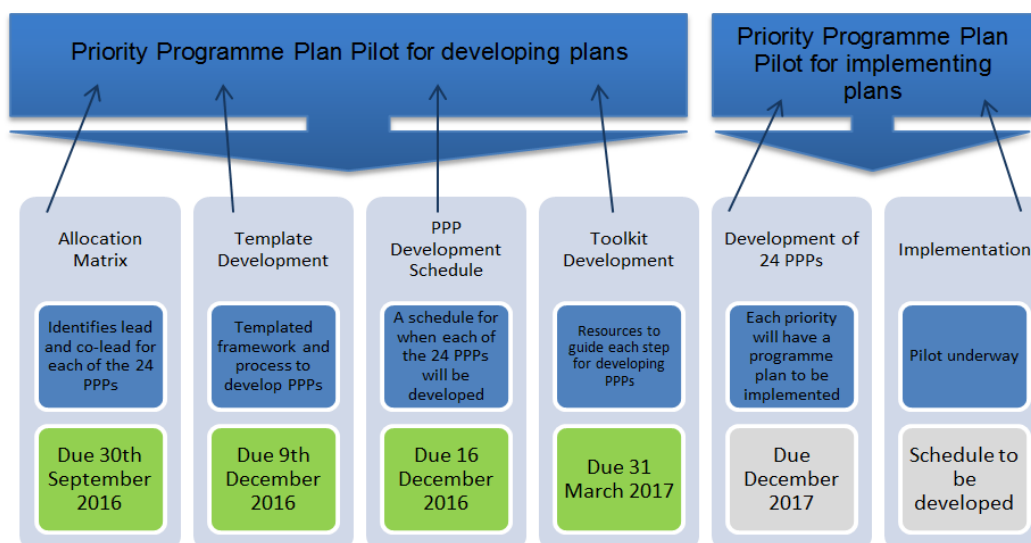 Priority Programme Plan Pilot for developing plans
Priority Programme Plan
Pilot for implementing
plans
Allocation
Matrix
Identifies lead
and co-lead for
each of the 24
PPPs
Due 30th
September
2016
Template
Development
Templated
framework and
process to
develop PPPs
Due 9th
December
2016
PPP
Development
Schedule
A schedule for
when each of
the 24 PPPs
will be
developed
Due 16
December
2016
Toolkit
Development
Resources to
guide each step
for developing
PPPs
Due 31
March 2017
Development of
24 PPPs
Each priority
will have a
programme
plan to be
implemented
Due
December
2017
Implementation
Pilot underway
Schedule to
be
developed